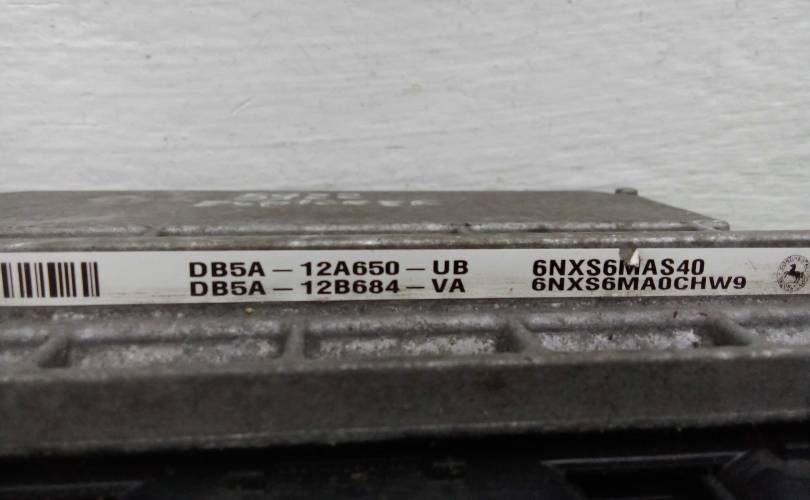 DB5A – 12A650 – UB 6NXS6MAS40
DB5A – 12B684 – VA 6NXS6MA0CHW9